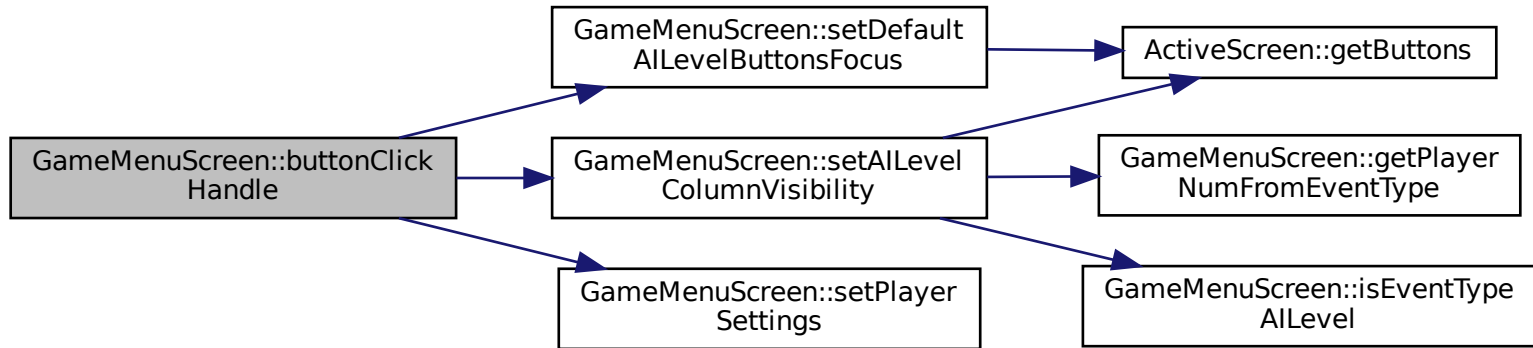 GameMenuScreen::buttonClick
Handle
GameMenuScreen::setDefault
AILevelButtonsFocus
ActiveScreen::getButtons
GameMenuScreen::setAILevel
ColumnVisibility
GameMenuScreen::getPlayer
NumFromEventType
GameMenuScreen::isEventType
AILevel
GameMenuScreen::setPlayer
Settings